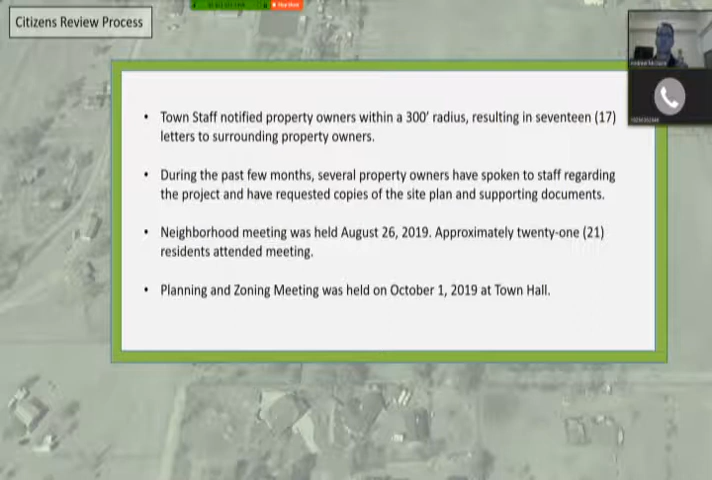 Citizens Review Process
• Town Staff notified property owners within a 300' radius, resulting in seventeen (17)
letters to surrounding property owners.
• During the past few months, several property owners have spoken to staff regarding
the project and have requested copies of the site plan and supporting documents.
• Neighborhood meeting was held August 26, 2019. Approximately twenty-one (21)
residents attended meeting.
• Planning and Zoning Meeting was held on October 1, 2019 at Town Hall.